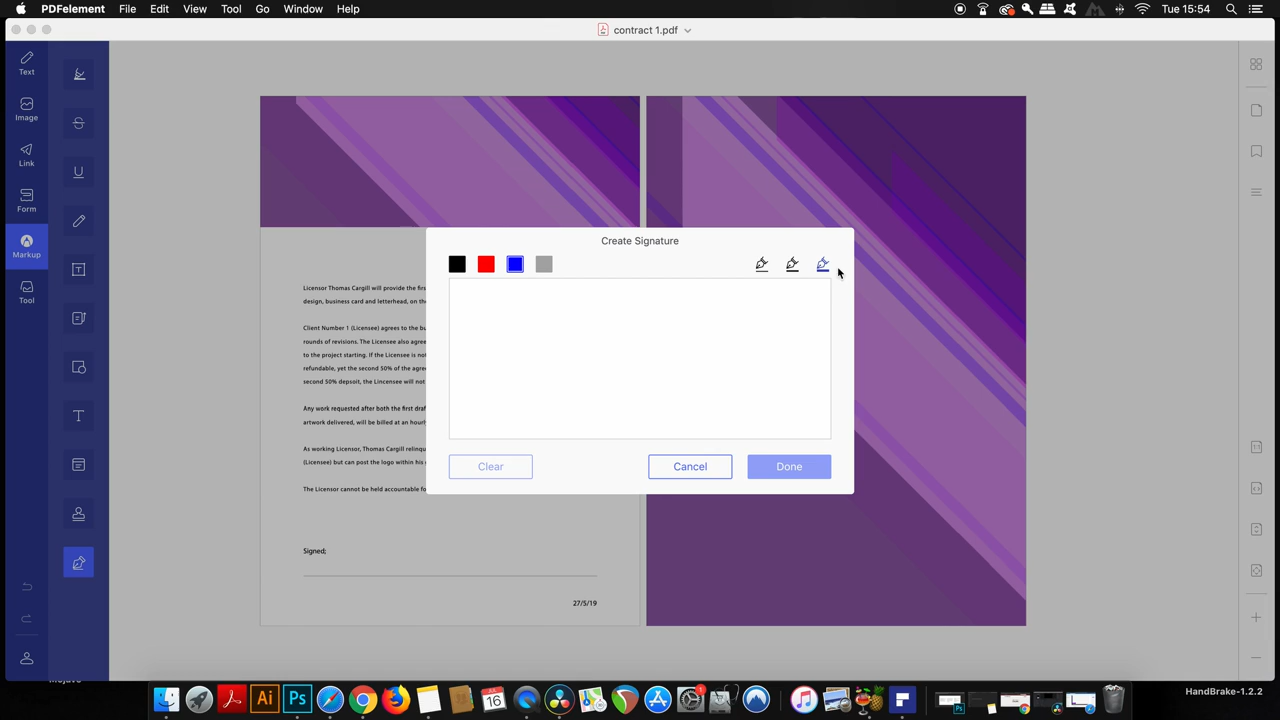 PDFelement File Edit View Tool Go Window Help Tue 15:54
contract 1.pdf
Text
Image
Link
Form
Markup
Tool
Create Signature
Licensor Thomas Cargill will provide the firs
design, business card and letterhead, on th
Client Number 1 (Licensee) agrees to the bu
rounds of revisions. The Licensee also agree
to the project starting. If the Licensee is no
refundable, yet the second 50% of the agre
second 50% depsoit, the Lincensee will not
Any work requested after both the first draf
artwork delivered, will be billed at an hourly
As working Licensor, Thomas Cargill relinqu
(Licensee) but can post the logo within his
The Licensor cannot be held accountable fo
Clear Cancel Done
Signed;
27/5/19
Mojave
HandBrake-1.2.2